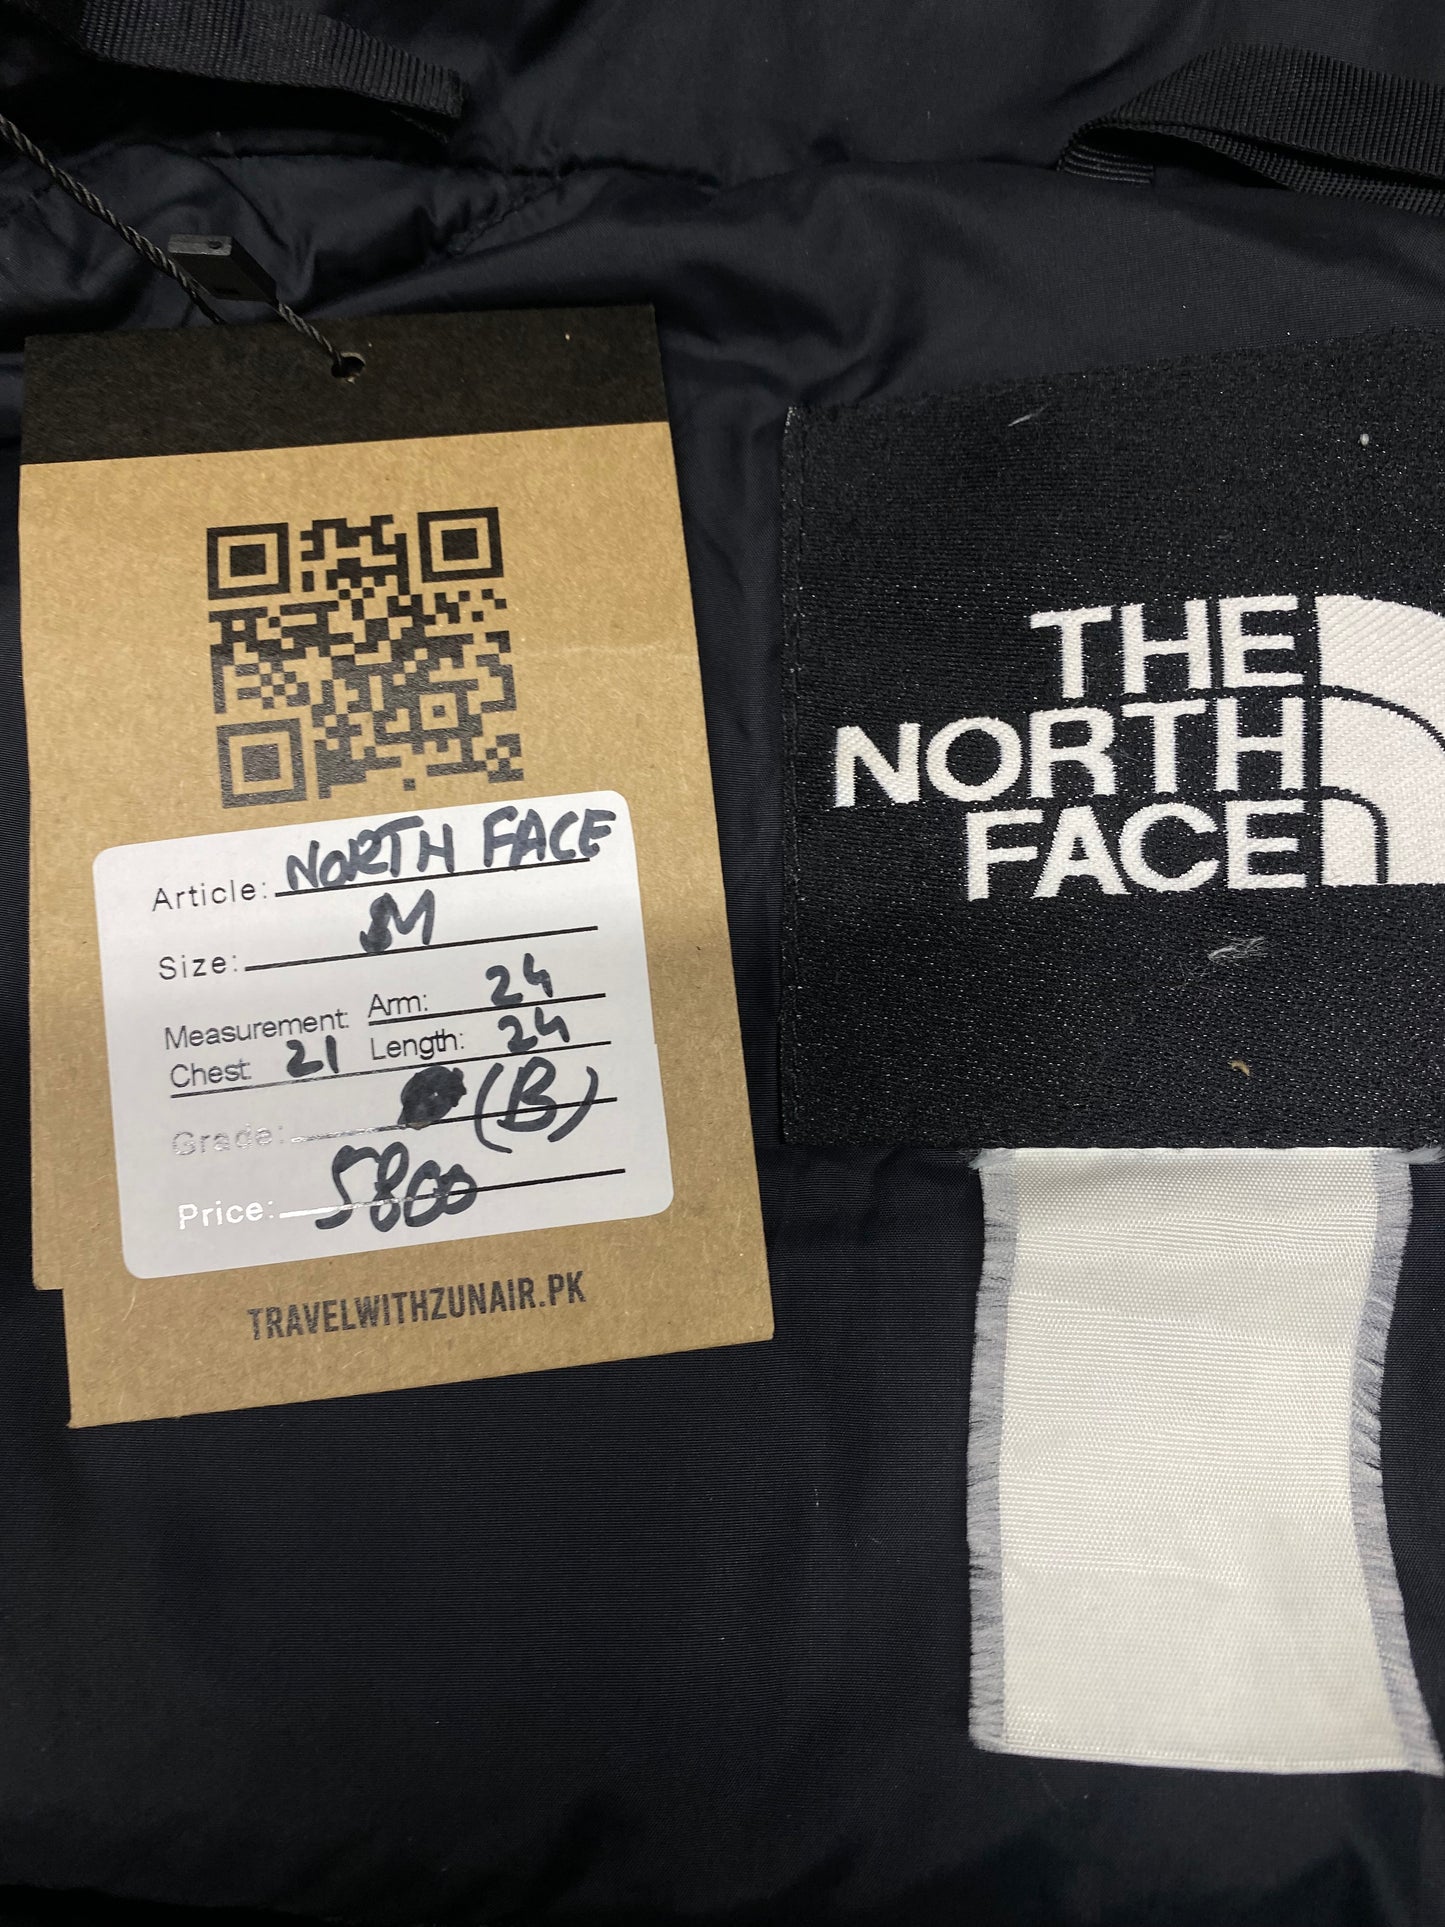 Article: NORTH FACE
Size: M
Measurement: Arm: 24
Chest: 21 Length: 24
Grade: (B)
Price: 5800
TRAVELWITHZUNAIR.PK
THE
NORTH
FACE